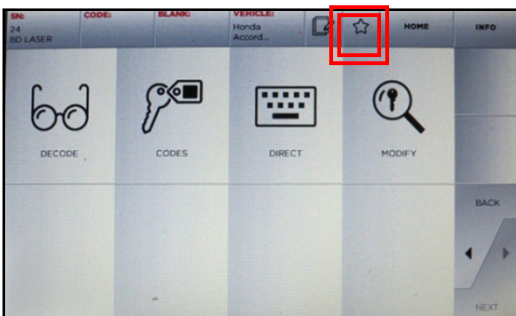 SN:
24
BD LASER
CODE:
BLANK:
VEHICLE:
Honda
Accord...
HOME
INFO
DECODE
CODES
DIRECT
MODIFY
BACK
NEXT